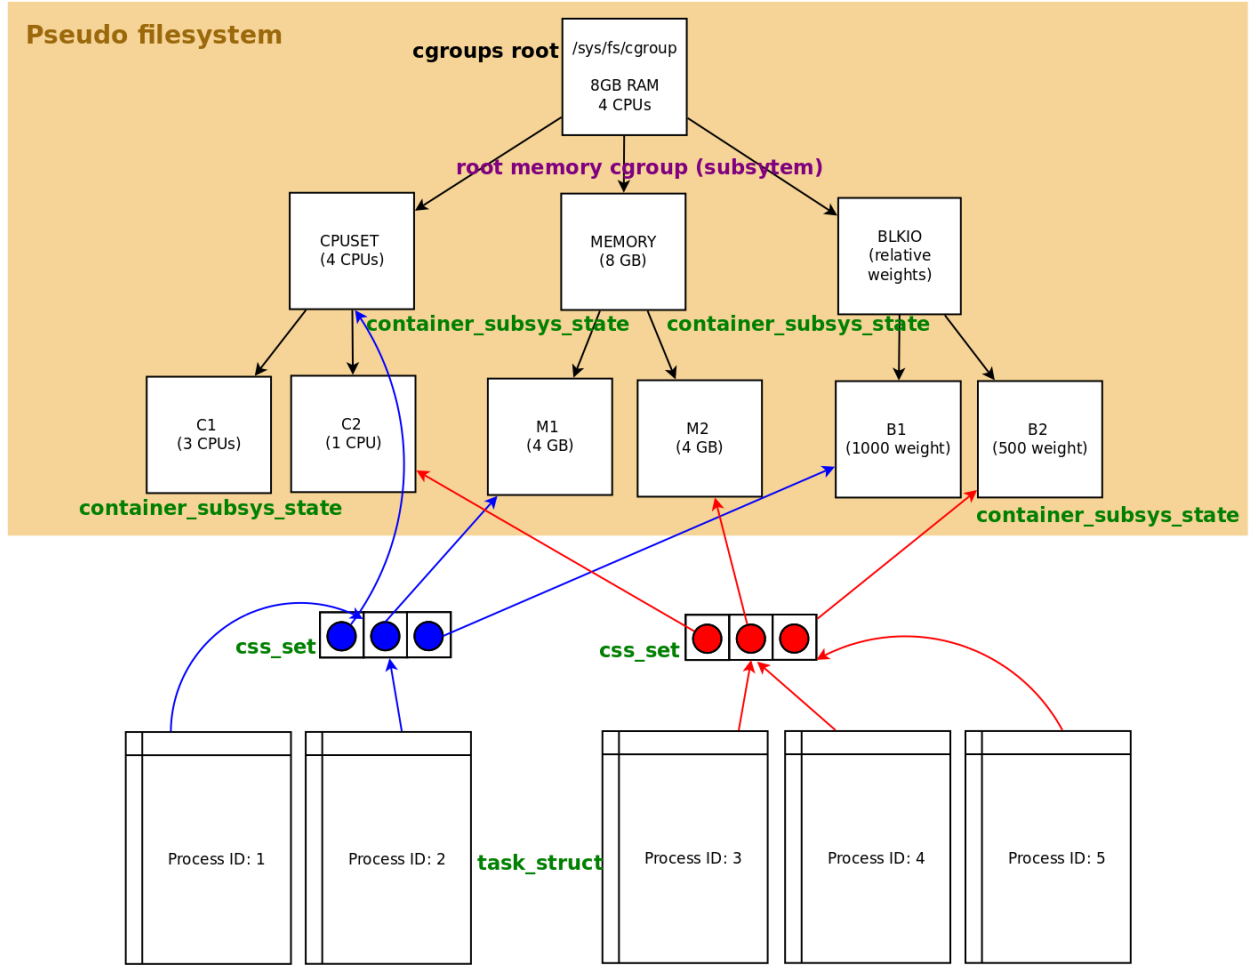 Pseudo filesystem
cgroups root
/sys/fs/cgroup
8GB RAM
4 CPUs
root memory cgroup (subsytem)
CPUSET
(4 CPUs)
MEMORY
(8 GB)
BLKIO
(relative
weights)
container_subsys_state
container_subsys_state
C1
(3 CPUs)
C2
(1 CPU)
M1
(4 GB)
M2
(4 GB)
B1
(1000 weight)
B2
(500 weight)
container_subsys_state
container_subsys_state
css_set
css_set
Process ID: 1
Process ID: 2
task_struct
Process ID: 3
Process ID: 4
Process ID: 5